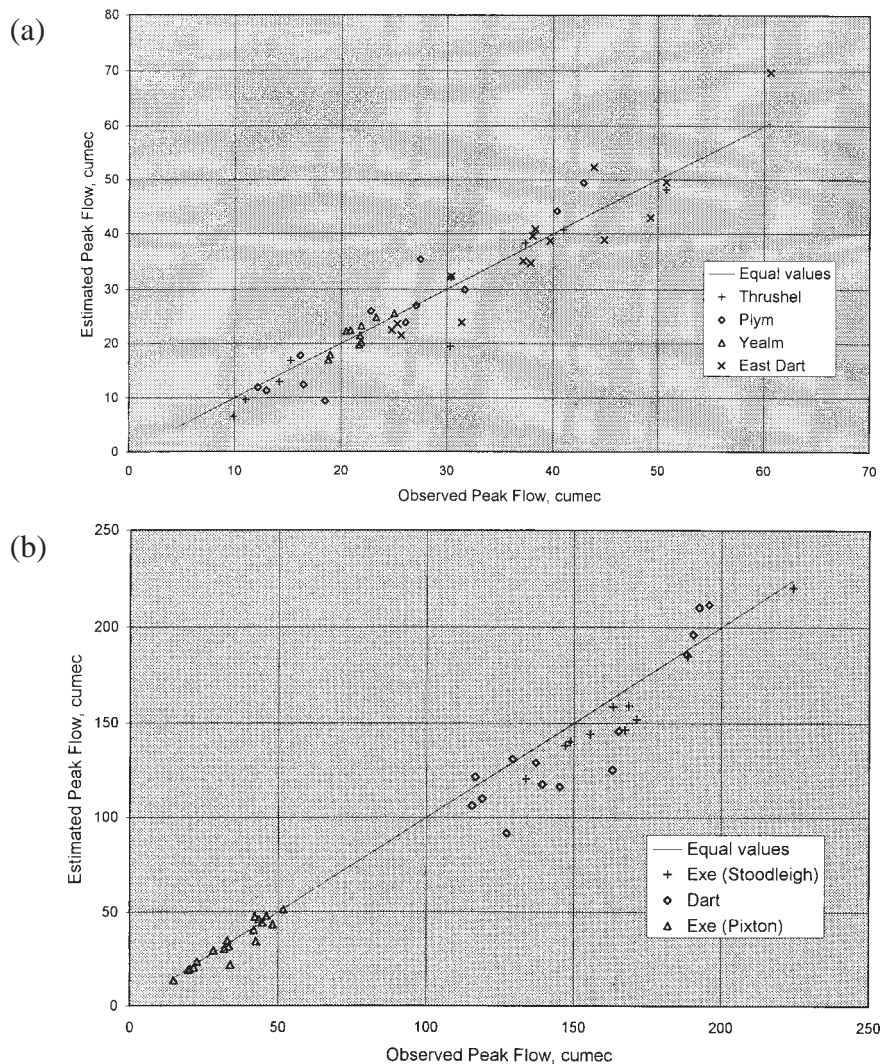 (a)
80
70
60
50
40
30
20
10
0
Estimated Peak Flow, cumec
Equal values
Thrushel
Plym
Yealm
East Dart
0 10 20 30 40 50 60 70
Observed Peak Flow, cumec
(b)
250
200
150
100
50
0
Estimated Peak Flow, cumec
Equal values
Exe (Stoodleigh)
Dart
Exe (Pixton)
0 50 100 150 200 250
Observed Peak Flow, cumec